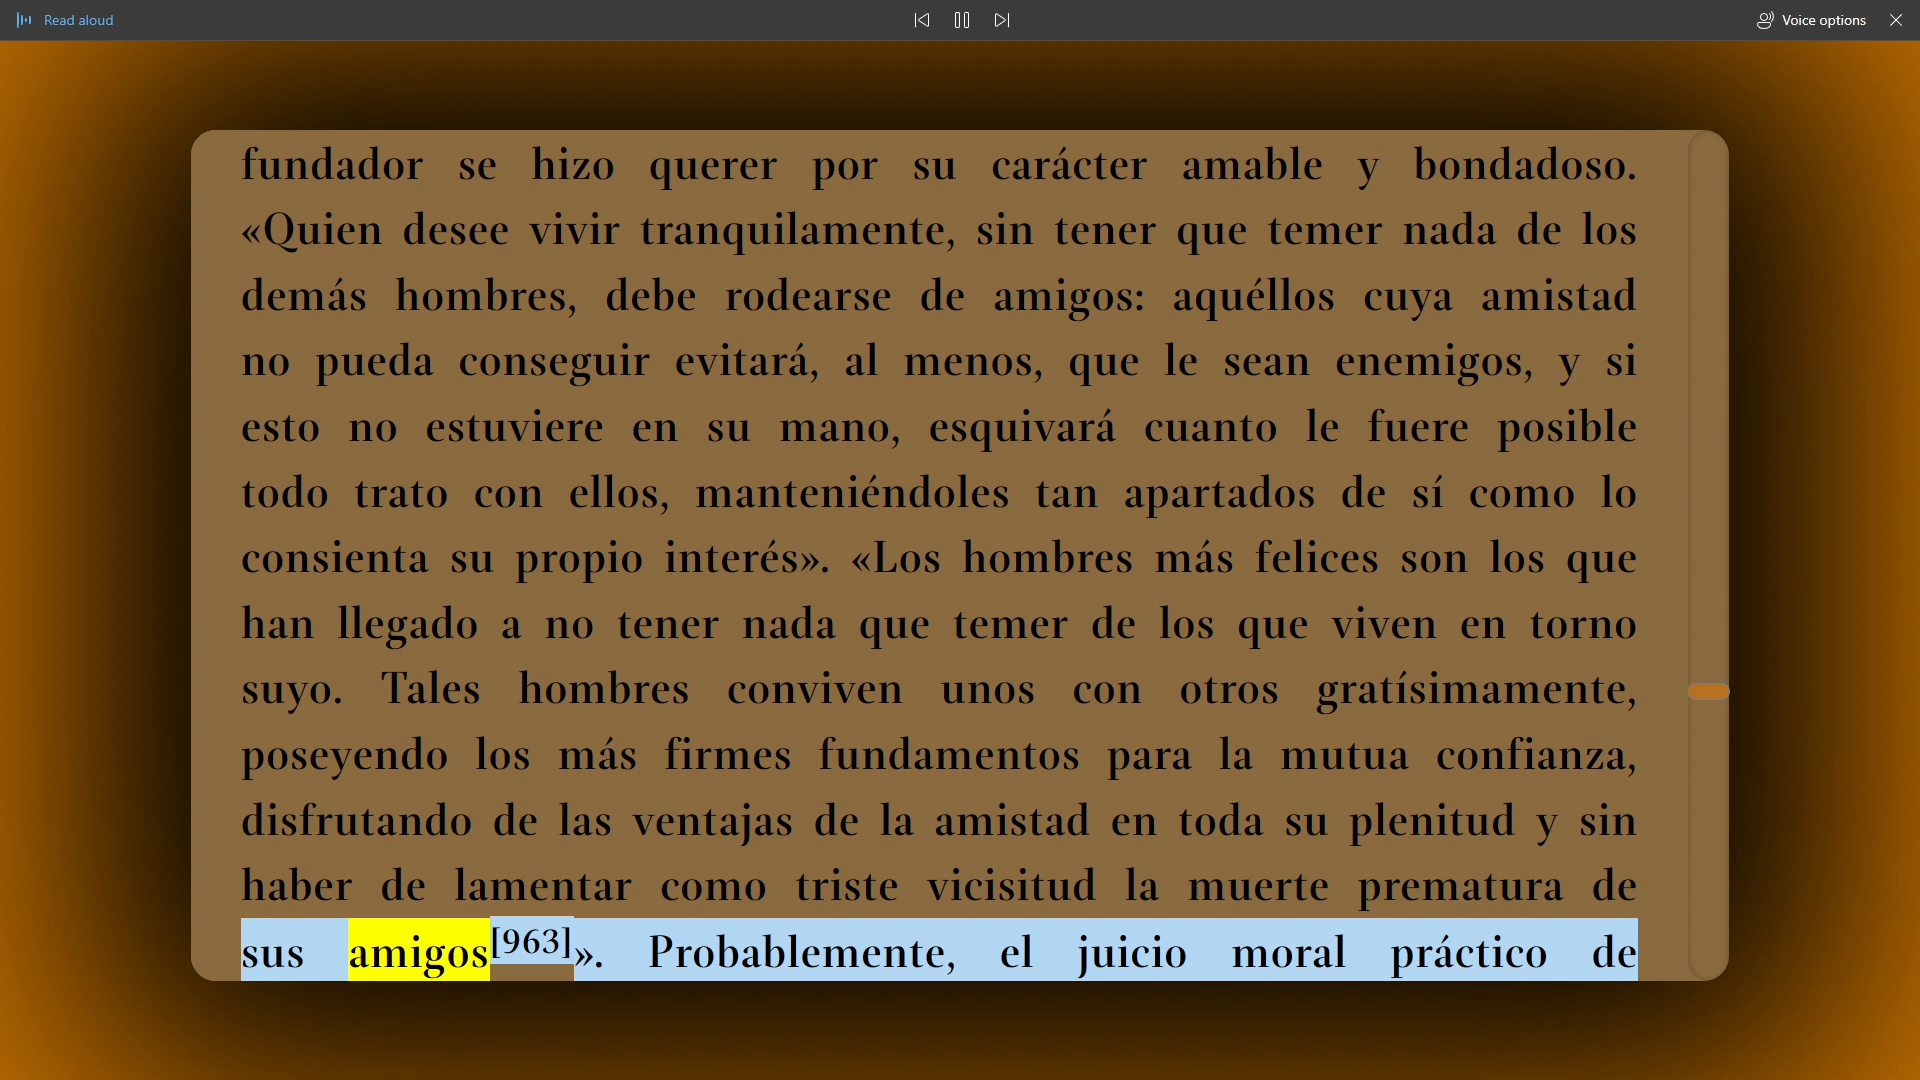 Read aloud
Voice options
fundador se hizo querer por su carácter amable y bondadoso.
«Quien desee vivir tranquilamente, sin tener que temer nada de los
demás hombres, debe rodearse de amigos: aquéllos cuya amistad
no pueda conseguir evitará, al menos, que le sean enemigos, y si
esto no estuviere en su mano, esquivará cuanto le fuere posible
todo trato con ellos, manteniéndoles tan apartados de sí como lo
consienta su propio interés». «Los hombres más felices son los que
han llegado a no tener nada que temer de los que viven en torno
suyo. Tales hombres conviven unos con otros gratísimamente,
poseyendo los más firmes fundamentos para la mutua confianza,
disfrutando de las ventajas de la amistad en toda su plenitud y sin
haber de lamentar como triste vicisitud la muerte prematura de
sus amigos[963]». Probablemente, el juicio moral práctico de